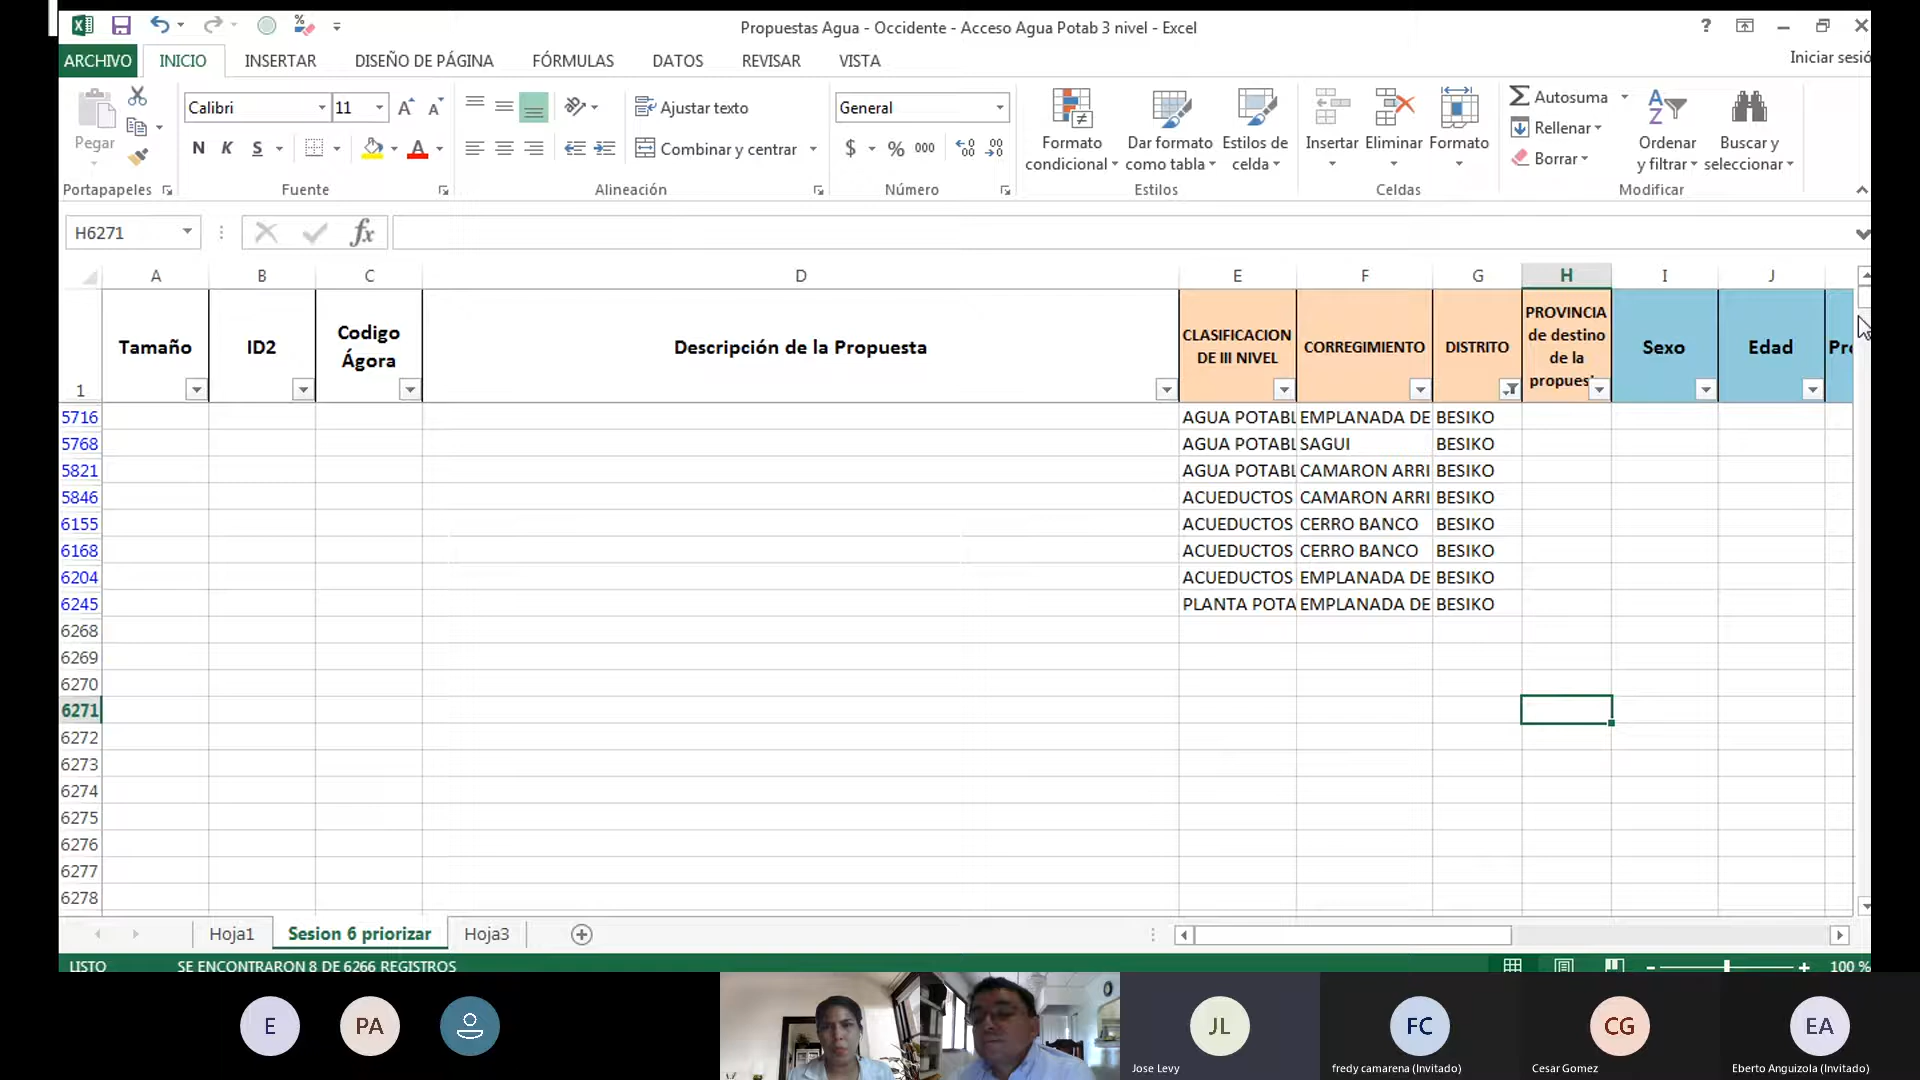 Propuestas Agua - Occidente - Acceso Agua Potab 3 nivel - Excel
?
Iniciar sesió
ARCHIVO INICIO INSERTAR DISEÑO DE PÁGINA FÓRMULAS DATOS REVISAR VISTA
Pegar
Calibri 11
N K S
Ajustar texto
Combinar y centrar
General
$ % 000
Formato condicional
Dar formato como tabla
Estilos de celda
Insertar
Eliminar
Formato
Autosuma
Rellenar
Borrar
Ordenar y filtrar
Buscar y seleccionar
Portapapeles Fuente Alineación Número Estilos Celdas Modificar
H6271 fx
A B C D E F G H I J
1 Tamaño ID2 Codigo Ágora Descripción de la Propuesta CLASIFICACION DE III NIVEL CORREGIMIENTO DISTRITO PROVINCIA de destino de la propues Sexo Edad Pr
5716 AGUA POTABL EMPLANADA DE BESIKO
5768 AGUA POTABL SAGUI BESIKO
5821 AGUA POTABL CAMARON ARRI BESIKO
5846 ACUEDUCTOS CAMARON ARRI BESIKO
6155 ACUEDUCTOS CERRO BANCO BESIKO
6168 ACUEDUCTOS CERRO BANCO BESIKO
6204 ACUEDUCTOS EMPLANADA DE BESIKO
6245 PLANTA POTA EMPLANADA DE BESIKO
6268
6269
6270
6271
6272
6273
6274
6275
6276
6277
6278
Hoja1 Sesion 6 priorizar Hoja3
LISTO SE ENCONTRARON 8 DE 6266 REGISTROS 100 %
E PA JL FC CG EA
Jose Levy fredy camarena (Invitado) Cesar Gomez Eberto Anguizola (Invitado)